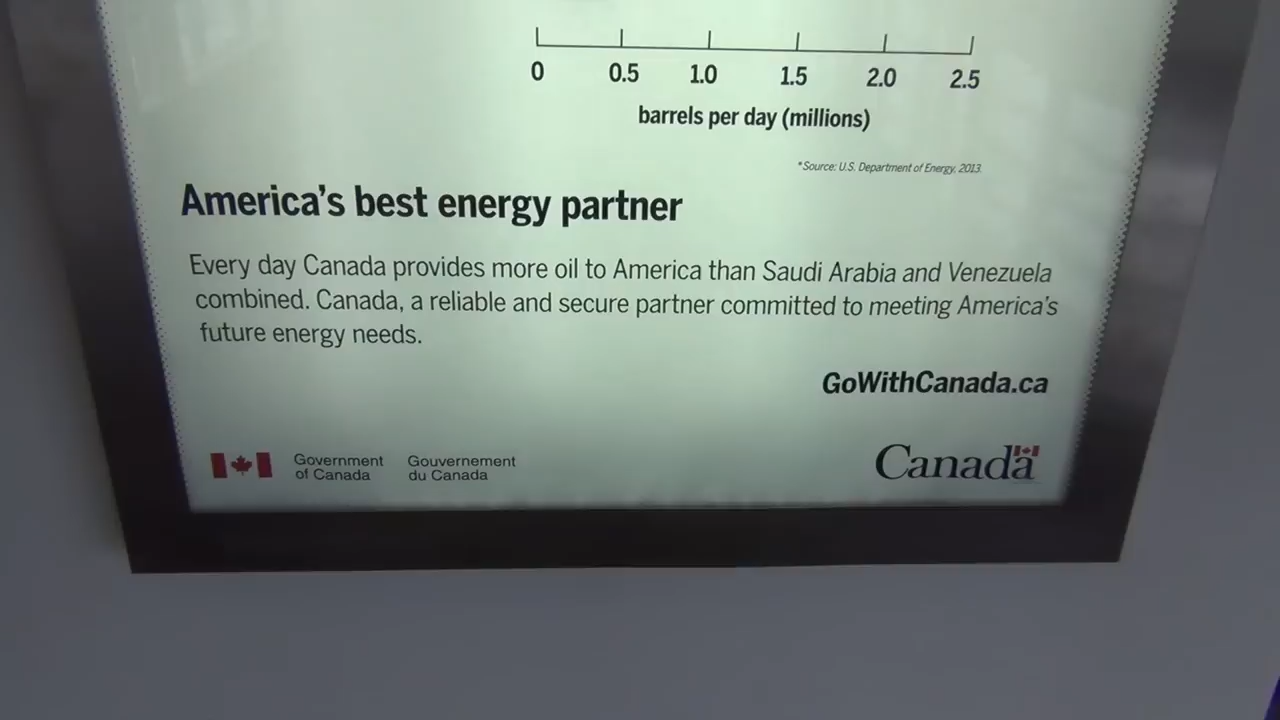 0 0.5 1.0 1.5 2.0 2.5
barrels per day (millions)
*Source: U.S. Department of Energy, 2013.
America's best energy partner
Every day Canada provides more oil to America than Saudi Arabia and Venezuela
combined. Canada, a reliable and secure partner committed to meeting America's
future energy needs.
GoWithCanada.ca
Government Gouvernement
of Canada du Canada
Canada